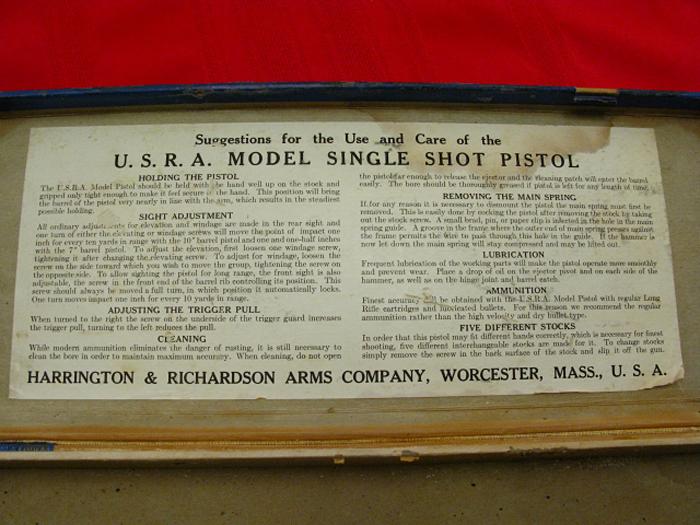 Suggestions for the Use and Care of the
U. S. R. A. MODEL SINGLE SHOT PISTOL
HOLDING THE PISTOL
The U.S.R.A. Model Pistol should be held with the hand well up on the stock and
gripped only tight enough to make it feel secure in the hand. This position will bring
the barrel of the pistol very nearly in line with the arm, which results in the steadiest
possible holding.
SIGHT ADJUSTMENT
All ordinary adjustments for elevation and windage are made in the rear sight and
one turn of either the elevating or windage screws will move the point of impact one
inch for every ten yards in range with the 10" barrel pistol and one and one-half inches
with the 7" barrel pistol. To adjust the elevation, first loosen one windage screw,
tightening it after changing the elevating screw. To adjust for windage, loosen the
screw on the side toward which you wish to move the group, tightening the screw on
the opposite side. To allow sighting the pistol for long range, the front sight is also
adjustable, the screw in the front end of the barrel rib controlling its position. This
screw should always be moved a full turn, in which position it automatically locks.
One turn moves impact one inch for every 10 yards in range.
ADJUSTING THE TRIGGER PULL
When turned to the right the screw on the underside of the trigger guard increases
the trigger pull, turning to the left reduces the pull.
CLEANING
While modern ammunition eliminates the danger of rusting, it is still necessary to
clean the bore in order to maintain maximum accuracy. When cleaning, do not open
the pistol far enough to release the ejector and the cleaning patch will enter the barrel
easily. The bore should be thoroughly greased if pistol is left for any length of time.
REMOVING THE MAIN SPRING
If for any reason it is necessary to dismount the pistol the main spring must first be
removed. This is easily done by cocking the pistol after removing the stock by taking
out the stock screw. A small bead, pin, or paper clip is inserted in the hole in the main
spring guide. A groove in the frame where the outer end of main spring presses against
the frame permits the wire to pass through this hole in the guide. If the hammer is
now let down the main spring will stay compressed and may be lifted out.
LUBRICATION
Frequent lubrication of the working parts will make the pistol operate more smoothly
and prevent wear. Place a drop of oil on the ejector pivot and on each side of the
hammer, as well as on the hinge joint and barrel catch.
AMMUNITION
Finest accuracy will be obtained with the U.S.R.A. Model Pistol with regular Long
Rifle cartridges and lubricated bullets. For this reason we recommend the regular
ammunition rather than the high velocity and dry bullet type.
FIVE DIFFERENT STOCKS
In order that this pistol may fit different hands correctly, which is necessary for finest
shooting, five different interchangeable stocks are made for it. To change stocks
simply remove the screw in the back surface of the stock and slip it off the gun.
HARRINGTON & RICHARDSON ARMS COMPANY, WORCESTER, MASS., U. S. A.